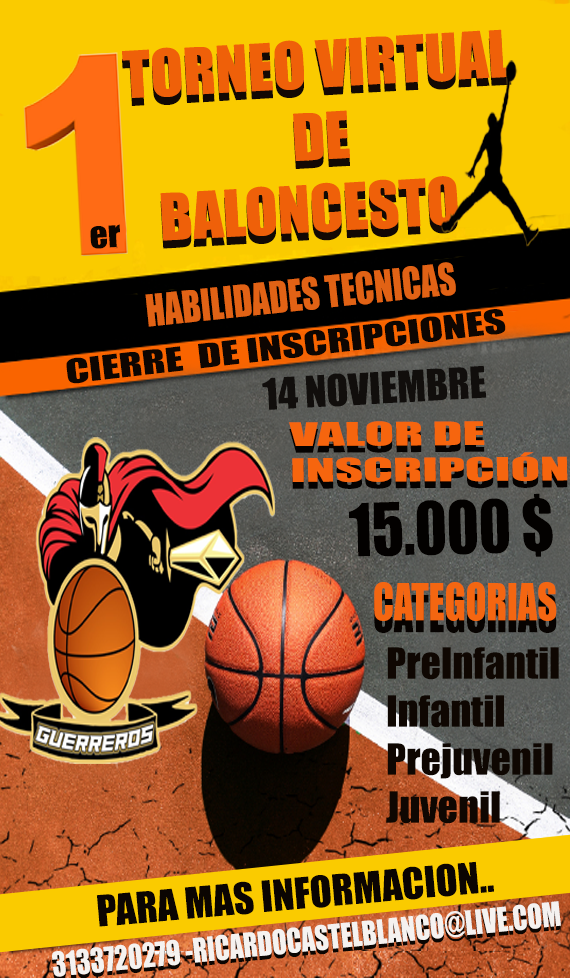 1er
TORNEO VIRTUAL
DE
BALONCESTO
HABILIDADES TECNICAS
CIERRE DE INSCRIPCIONES
14 NOVIEMBRE
VALOR DE
INSCRIPCIÓN
15.000 $
CATEGORIAS
PreInfantil
Infantil
Prejuvenil
Juvenil
GUERREROS
PARA MAS INFORMACION..
3133720279 -RICARDOCASTELBLANCO@LIVE.COM